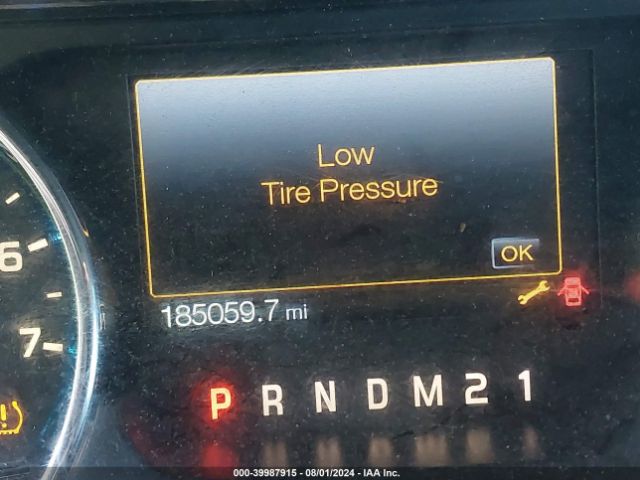 Low
Tire Pressure
OK
6
185059.7 mi
7
P R N D M 2 1
000-39987915 - 08/01/2024 - IAA Inc.